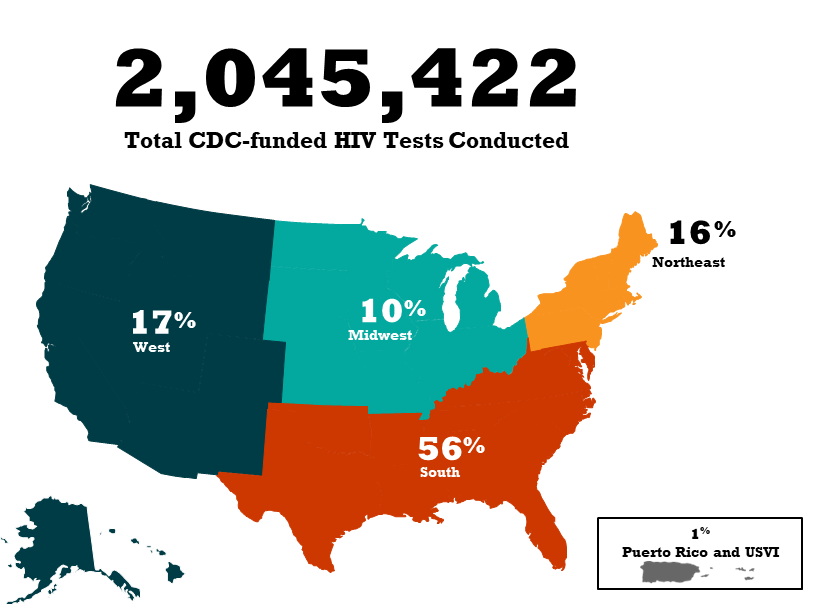 2,045,422
Total CDC-funded HIV Tests Conducted
16%
Northeast
17%
West
10%
Midwest
56%
South
1%
Puerto Rico and USVI